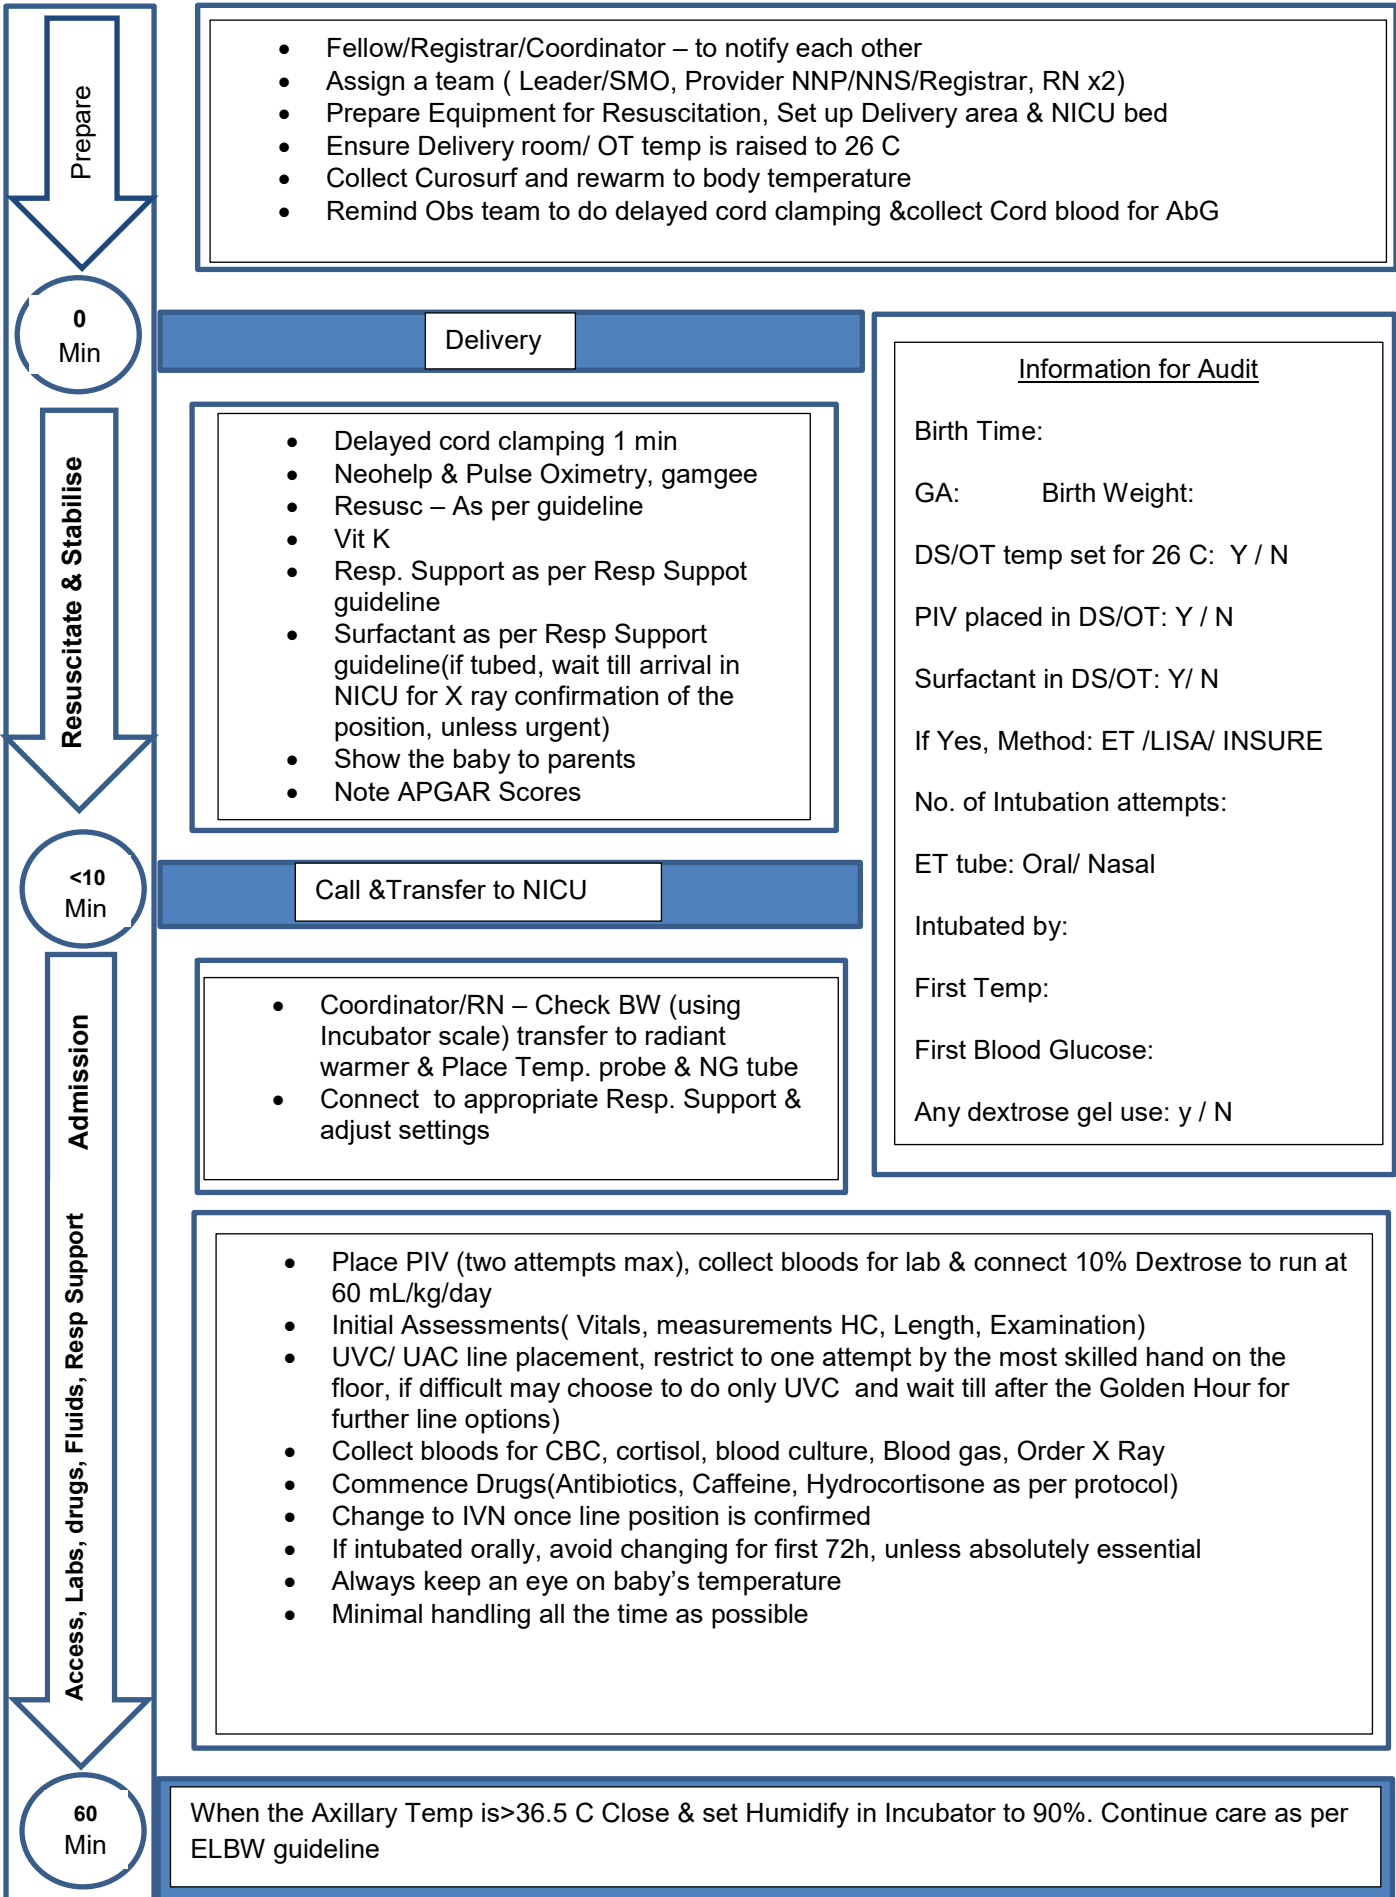 Prepare
• Fellow/Registrar/Coordinator – to notify each other
• Assign a team ( Leader/SMO, Provider NNP/NNS/Registrar, RN x2)
• Prepare Equipment for Resuscitation, Set up Delivery area & NICU bed
• Ensure Delivery room/ OT temp is raised to 26 C
• Collect Curosurf and rewarm to body temperature
• Remind Obs team to do delayed cord clamping &collect Cord blood for AbG
0
Min
Delivery
Resuscitate & Stabilise
• Delayed cord clamping 1 min
• Neohelp & Pulse Oximetry, gamgee
• Resusc – As per guideline
• Vit K
• Resp. Support as per Resp Suppot
guideline
• Surfactant as per Resp Support
guideline(if tubed, wait till arrival in
NICU for X ray confirmation of the
position, unless urgent)
• Show the baby to parents
• Note APGAR Scores
Information for Audit
Birth Time:
GA: Birth Weight:
DS/OT temp set for 26 C: Y / N
PIV placed in DS/OT: Y / N
Surfactant in DS/OT: Y/ N
If Yes, Method: ET /LISA/ INSURE
No. of Intubation attempts:
ET tube: Oral/ Nasal
Intubated by:
First Temp:
First Blood Glucose:
Any dextrose gel use: y / N
<10
Min
Call &Transfer to NICU
Access, Labs, drugs, Fluids, Resp Support Admission
• Coordinator/RN – Check BW (using
Incubator scale) transfer to radiant
warmer & Place Temp. probe & NG tube
• Connect to appropriate Resp. Support &
adjust settings
• Place PIV (two attempts max), collect bloods for lab & connect 10% Dextrose to run at
60 mL/kg/day
• Initial Assessments( Vitals, measurements HC, Length, Examination)
• UVC/ UAC line placement, restrict to one attempt by the most skilled hand on the
floor, if difficult may choose to do only UVC and wait till after the Golden Hour for
further line options)
• Collect bloods for CBC, cortisol, blood culture, Blood gas, Order X Ray
• Commence Drugs(Antibiotics, Caffeine, Hydrocortisone as per protocol)
• Change to IVN once line position is confirmed
• If intubated orally, avoid changing for first 72h, unless absolutely essential
• Always keep an eye on baby’s temperature
• Minimal handling all the time as possible
60
Min
When the Axillary Temp is>36.5 C Close & set Humidify in Incubator to 90%. Continue care as per
ELBW guideline